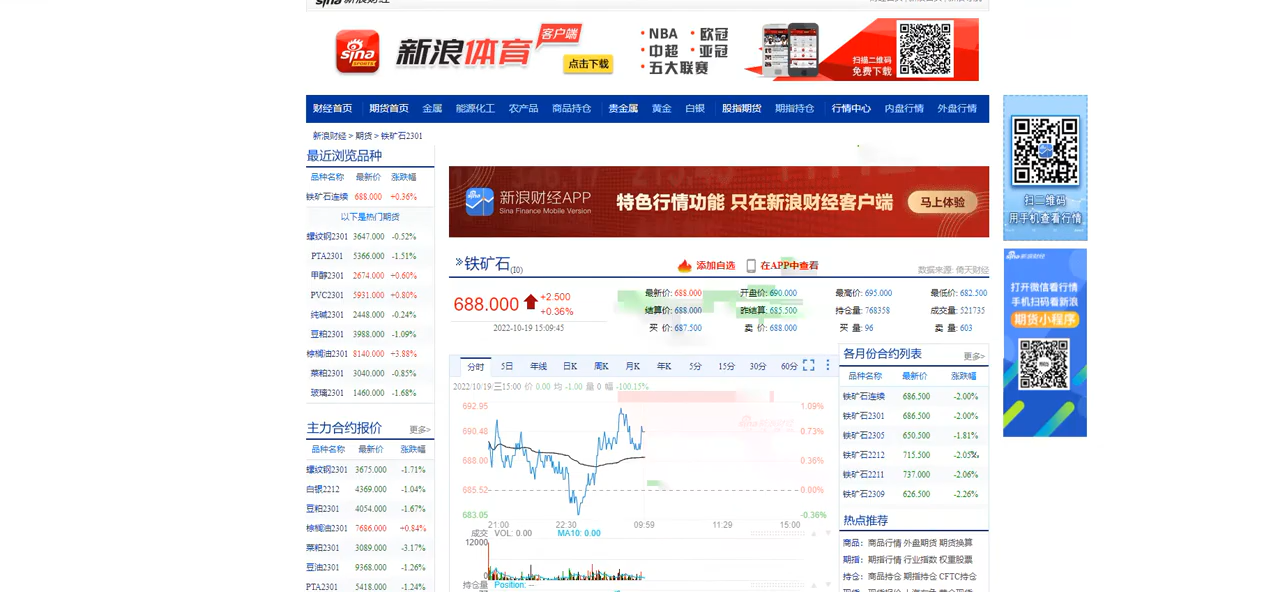 sina 新浪财经
sina
SPORTS
新浪体育
客户端
点击下载
• NBA • 欧冠
• 中超 • 亚冠
• 五大联赛
扫描二维码
免费下载
财经首页 期货首页 金属 能源化工 农产品 商品持仓 贵金属 黄金 白银 股指期货 期指持仓 行情中心 内盘行情 外盘行情
新浪财经 > 期货 > 铁矿石2301
最近浏览品种
品种名称 最新价 涨跌幅
铁矿石连续 688.000 +0.36%
以下是热门期货
螺纹钢2301 3647.000 -0.52%
PTA2301 5366.000 -1.51%
甲醇2301 2674.000 +0.60%
PVC2301 5931.000 +0.80%
纯碱2301 2448.000 -0.24%
豆粕2301 3988.000 -1.09%
棕榈油2301 8140.000 +3.88%
菜粕2301 3040.000 -0.85%
玻璃2301 1460.000 -1.68%
主力合约报价 更多>
品种名称 最新价 涨跌幅
螺纹钢2301 3675.000 -1.71%
白银2212 4369.000 -1.04%
豆粕2301 4054.000 -1.67%
棕榈油2301 7686.000 +0.84%
菜粕2301 3089.000 -3.17%
豆油2301 9368.000 -1.26%
PTA2301 5418.000 -1.24%
新浪财经APP
Sina Finance Mobile Version
特色行情功能 只在新浪财经客户端
马上体验
铁矿石(I0)
添加自选 在APP中查看
数据来源: 倚天财经
688.000 +2.500
+0.36%
2022-10-19 15:09:45
最新价: 688.000 开盘价: 690.000 最高价: 695.000 最低价: 682.500
结算价: 688.000 昨结算: 685.500 持仓量: 768358 成交量: 521735
买 价: 687.500 卖 价: 688.000 买 量: 96 卖 量: 603
分时 5日 年线 日K 周K 月K 年K 5分 15分 30分 60分
2022/10/19/三15:00 价 0.00 均 -1.00 量 0 幅 -100.15%
692.95 1.09%
690.48 0.73%
688.00 0.36%
685.52 0.00%
683.05 -0.36%
21:00 22:30 09:59 11:29 15:00
成交 VOL: 0.00 MA10: 0.00
12000
0
持仓量 Position: --
各月份合约列表 更多>
品种名称 最新价 涨跌幅
铁矿石连续 686.500 -2.00%
铁矿石2301 686.500 -2.00%
铁矿石2305 650.500 -1.81%
铁矿石2212 715.500 -2.05%
铁矿石2211 737.000 -2.06%
铁矿石2309 626.500 -2.26%
热点推荐
商品: 商品行情 外盘期货 期货换算
期指: 期指行情 行业指数 权重股票
持仓: 商品持仓 期指持仓 CFTC持仓
扫二维码
用手机查看行情
sina 新浪财经
打开微信看行情
手机扫码看新浪
期货小程序